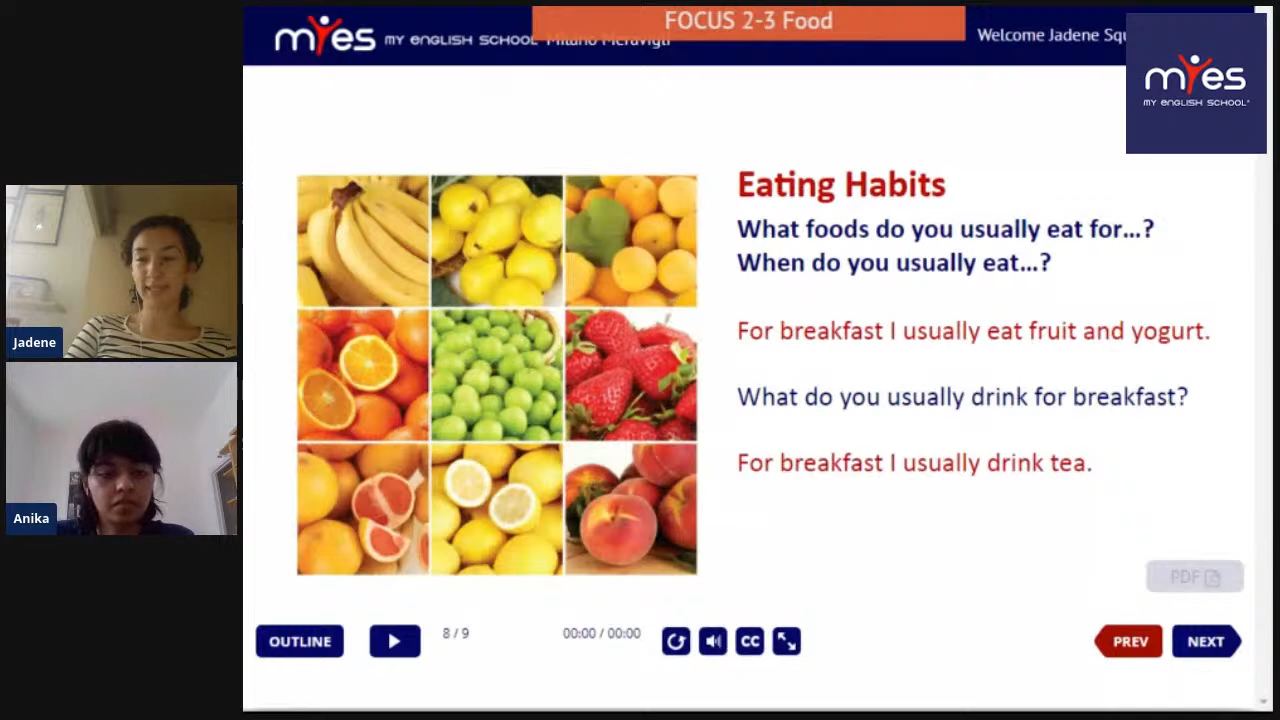 FOCUS 2-3 Food
myes MY ENGLISH SCHOOL Milano Meravigli
Welcome Jadene Squ
myes
MY ENGLISH SCHOOL
Eating Habits
What foods do you usually eat for...?
When do you usually eat...?
For breakfast I usually eat fruit and yogurt.
What do you usually drink for breakfast?
For breakfast I usually drink tea.
Jadene
Anika
PDF
OUTLINE
8 / 9
00:00 / 00:00
CC
PREV
NEXT